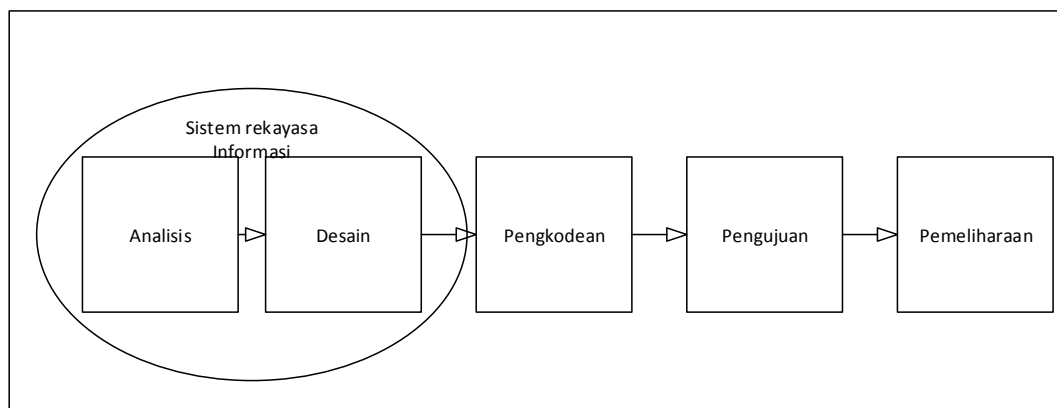 Sistem rekayasa
Informasi
Analisis
Desain
Pengkodean
Pengujuan
Pemeliharaan